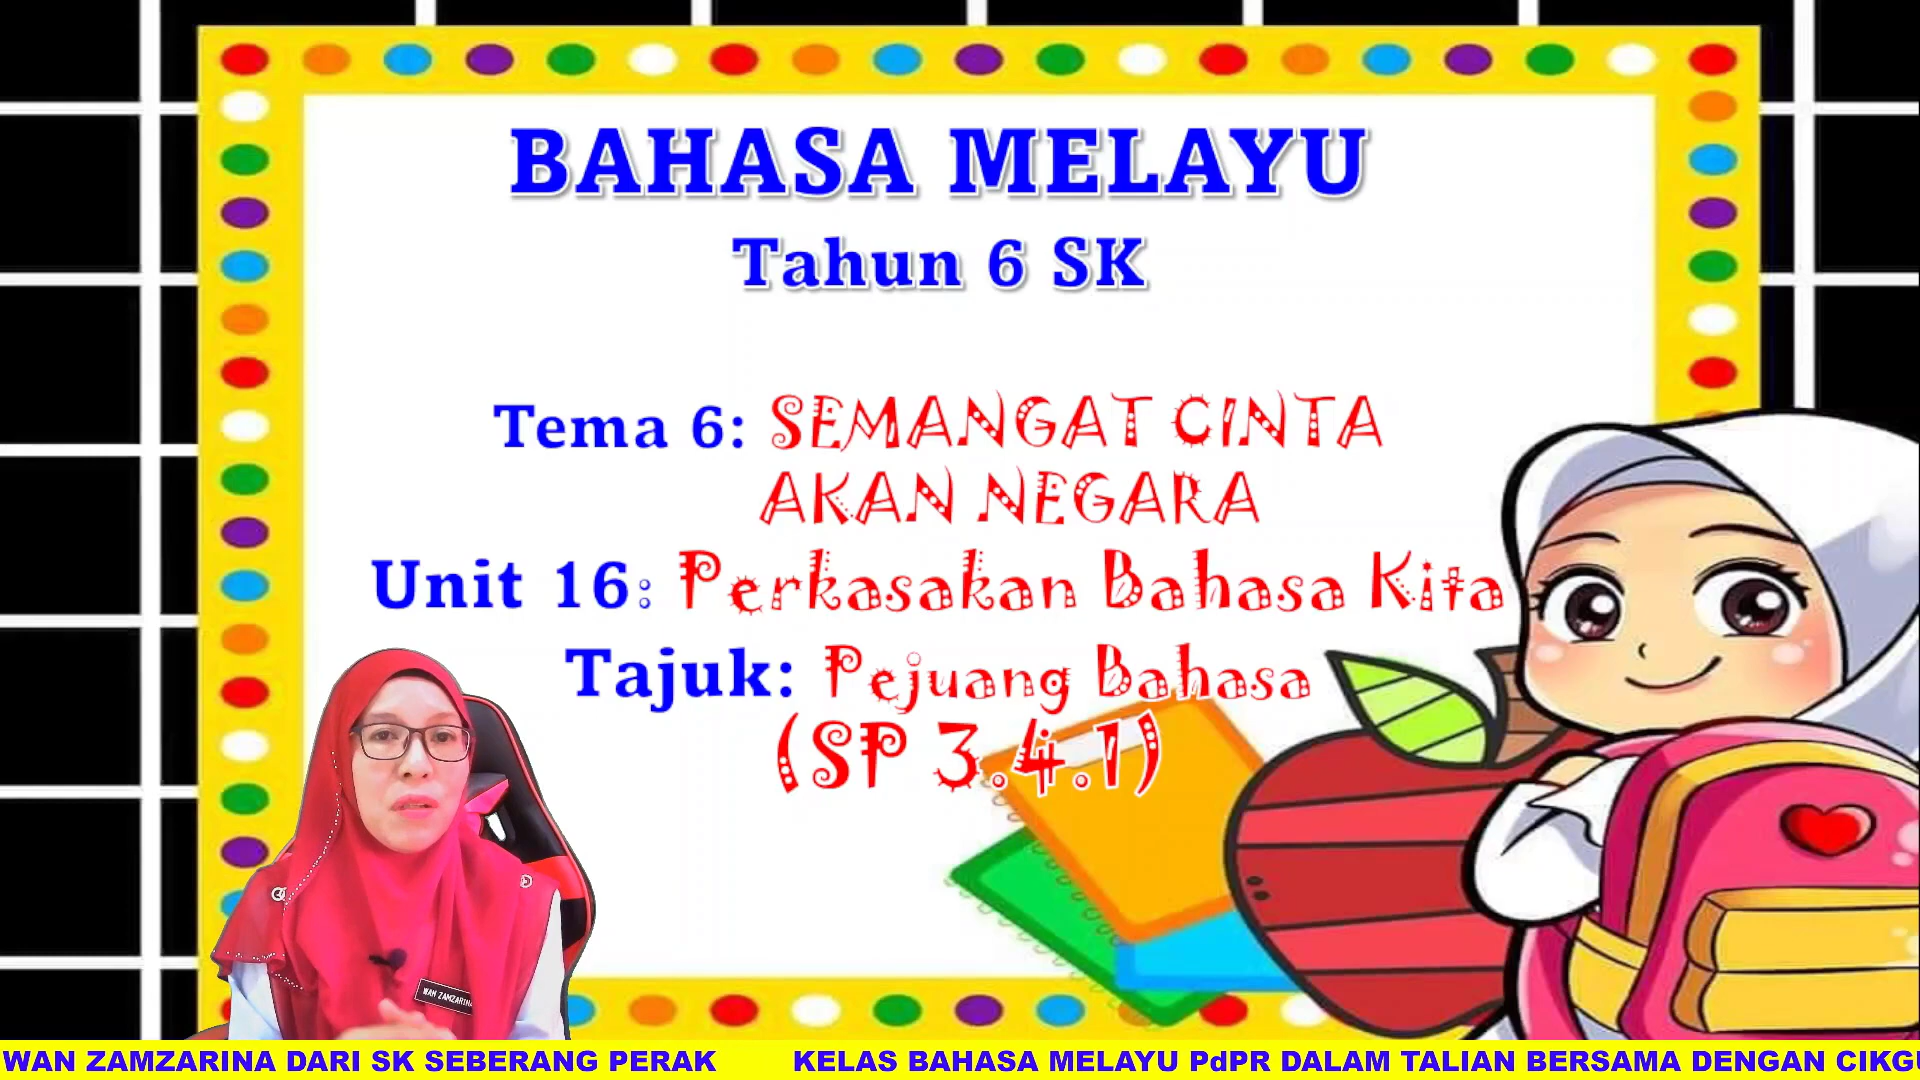 BAHASA MELAYU
Tahun 6 SK
Tema 6: SEMANGAT CINTA
AKAN NEGARA
Unit 16: Perkasakan Bahasa Kita
Tajuk: Pejuang Bahasa
(SP 3.4.1)
WAN ZAMZARINA
WAN ZAMZARINA DARI SK SEBERANG PERAK KELAS BAHASA MELAYU PdPR DALAM TALIAN BERSAMA DENGAN CIKGU